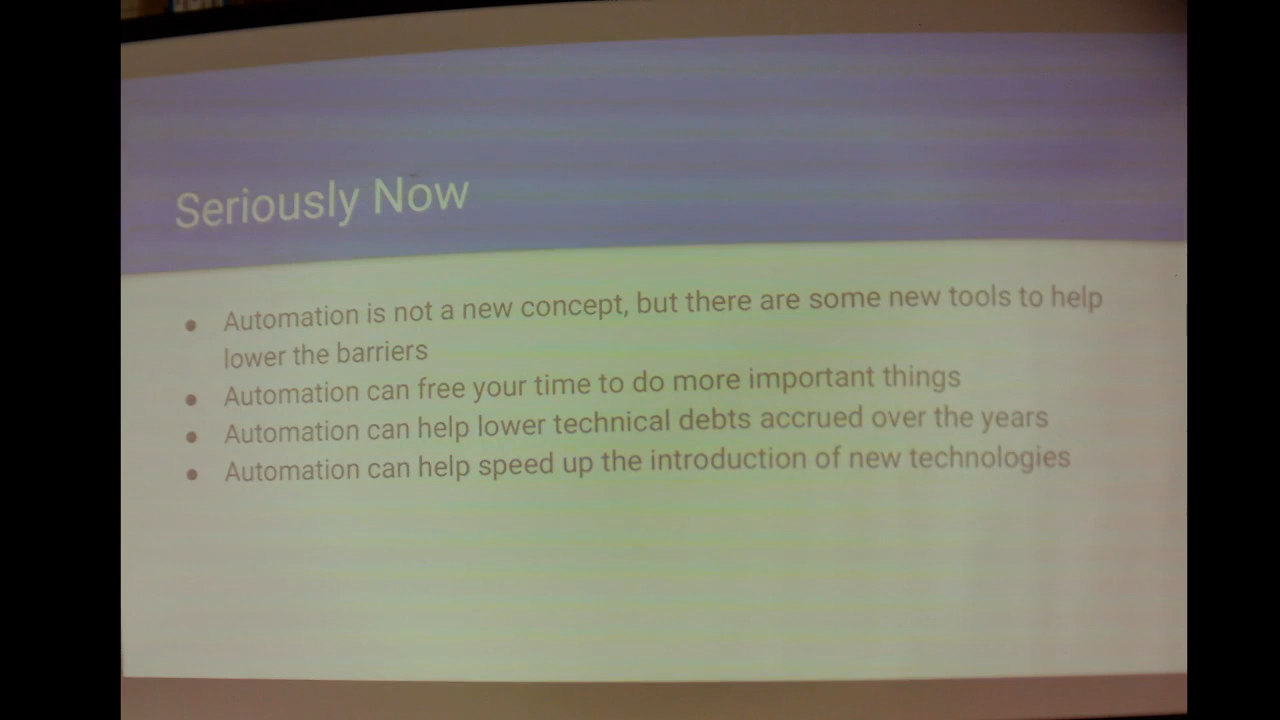 Seriously Now
● Automation is not a new concept, but there are some new tools to help
lower the barriers
● Automation can free your time to do more important things
● Automation can help lower technical debts accrued over the years
● Automation can help speed up the introduction of new technologies